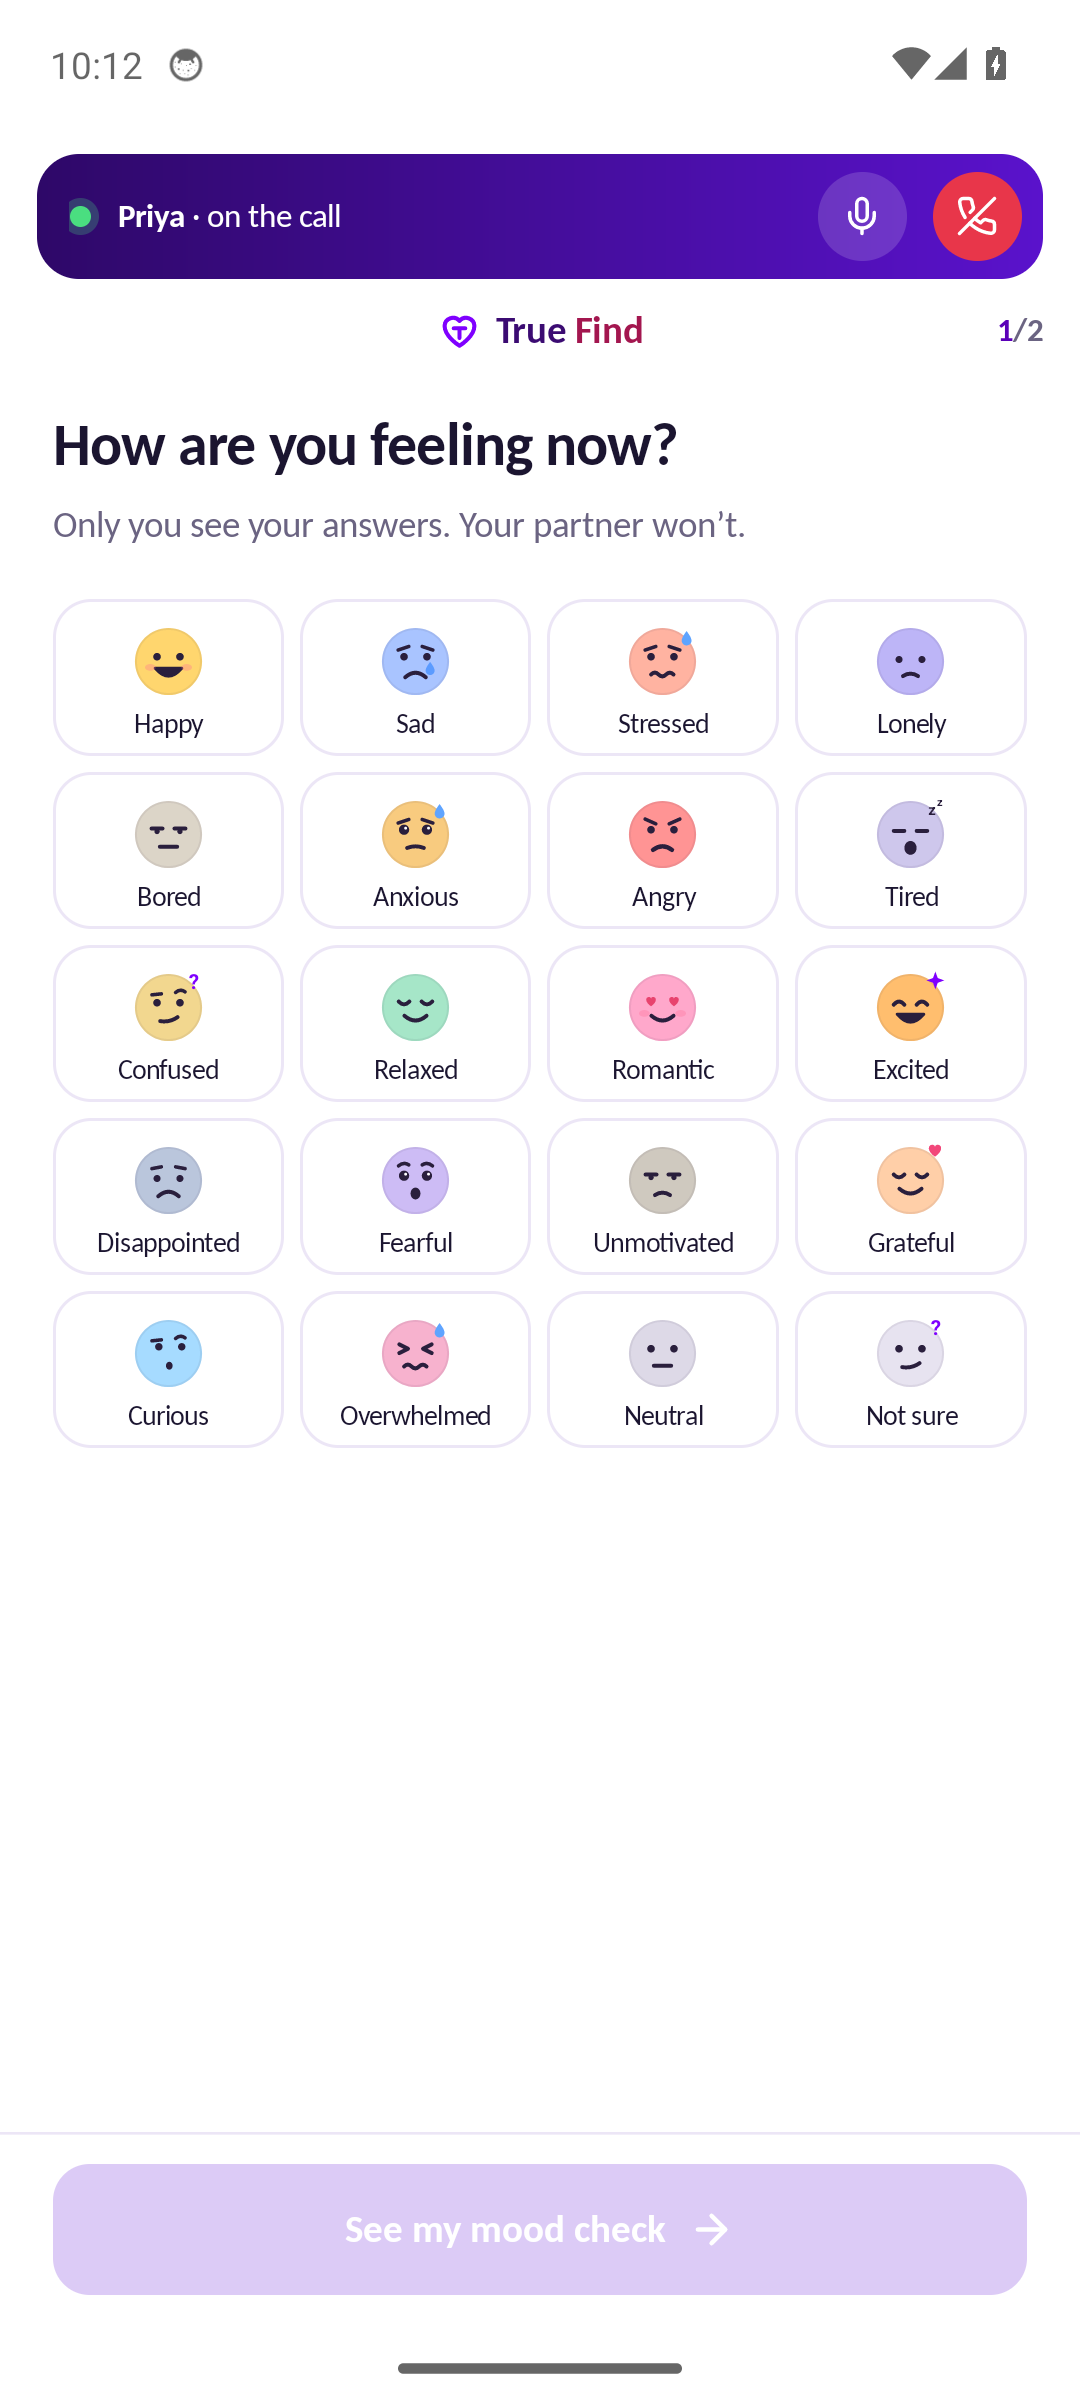 10:12
Priya · on the call
True Find
1/2
How are you feeling now?
Only you see your answers. Your partner won’t.
Happy
Sad
Stressed
Lonely
Bored
Anxious
Angry
z z
Tired
?
Confused
Relaxed
Romantic
Excited
Disappointed
Fearful
Unmotivated
Grateful
Curious
Overwhelmed
Neutral
?
Not sure
See my mood check